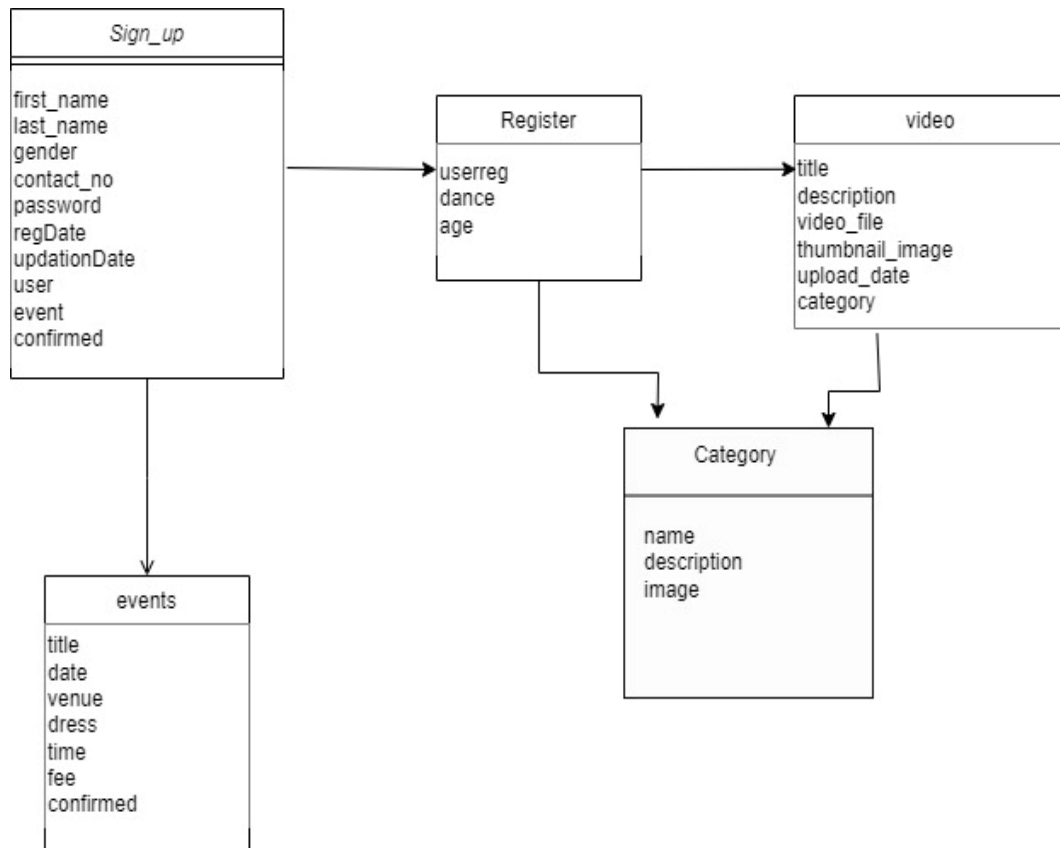 Sign_up
first_name
last_name
gender
contact_no
password
regDate
updationDate
user
event
confirmed
Register
userreg
dance
age
video
title
description
video_file
thumbnail_image
upload_date
category
Category
name
description
image
events
title
date
venue
dress
time
fee
confirmed